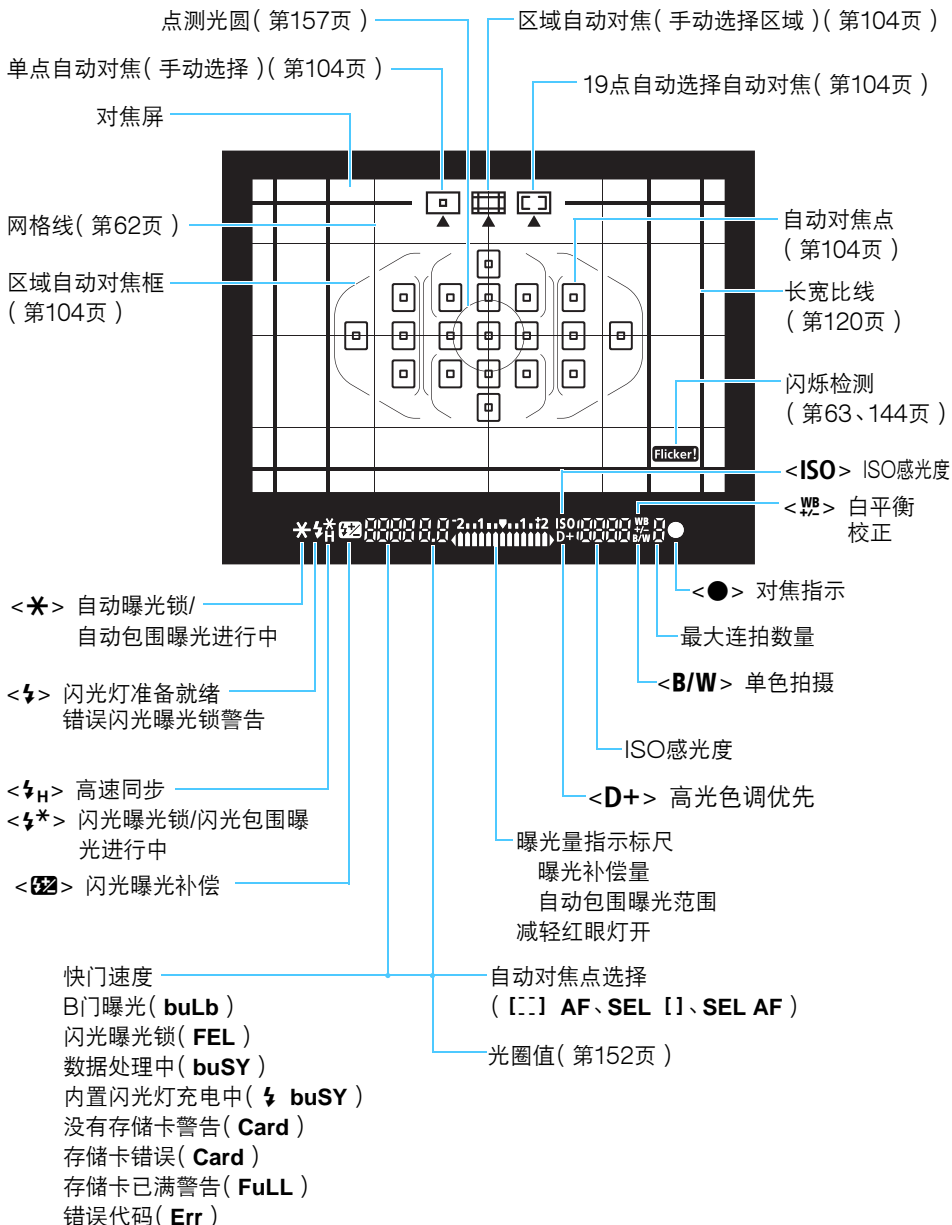 点测光圆(第157页)
区域自动对焦(手动选择区域)(第104页)
单点自动对焦(手动选择)(第104页)
19点自动选择自动对焦(第104页)
对焦屏
网格线(第62页)
自动对焦点
(第104页)
区域自动对焦框
(第104页)
长宽比线
(第120页)
闪烁检测
(第63、144页)
Flicker!
<ISO> ISO感光度
<WB+/-> 白平衡
校正
-2..1..▼..1..+2 ISO D+ WB +/- B/W
<●> 对焦指示
<✱> 自动曝光锁/
自动包围曝光进行中
最大连拍数量
<B/W> 单色拍摄
<⚡> 闪光灯准备就绪
错误闪光曝光锁警告
ISO感光度
<⚡H> 高速同步
<D+> 高光色调优先
<⚡✱> 闪光曝光锁/闪光包围曝
光进行中
曝光量指示标尺
曝光补偿量
自动包围曝光范围
减轻红眼灯开
<⚡±> 闪光曝光补偿
快门速度
B门曝光(buLb)
闪光曝光锁(FEL)
数据处理中(buSY)
内置闪光灯充电中(⚡ buSY)
没有存储卡警告(Card)
存储卡错误(Card)
存储卡已满警告(FuLL)
错误代码(Err)
自动对焦点选择
([ ] AF、SEL [ ]、SEL AF)
光圈值(第152页)